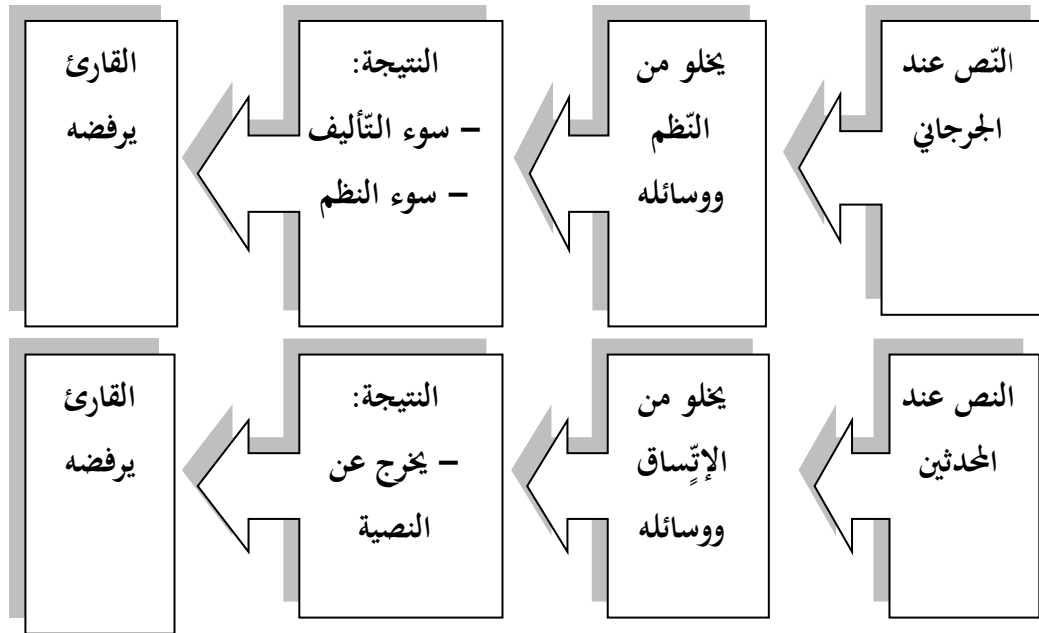 النّص عند
الجرجاني
يخلو من
النّظم
ووسائله
النتيجة:
– سوء التّأليف
– سوء النظم
القارئ
يرفضه
النص عند
المحدثين
يخلو من
الإتٍّساق
ووسائله
النتيجة:
– يخرج عن
النصية
القارئ
يرفضه